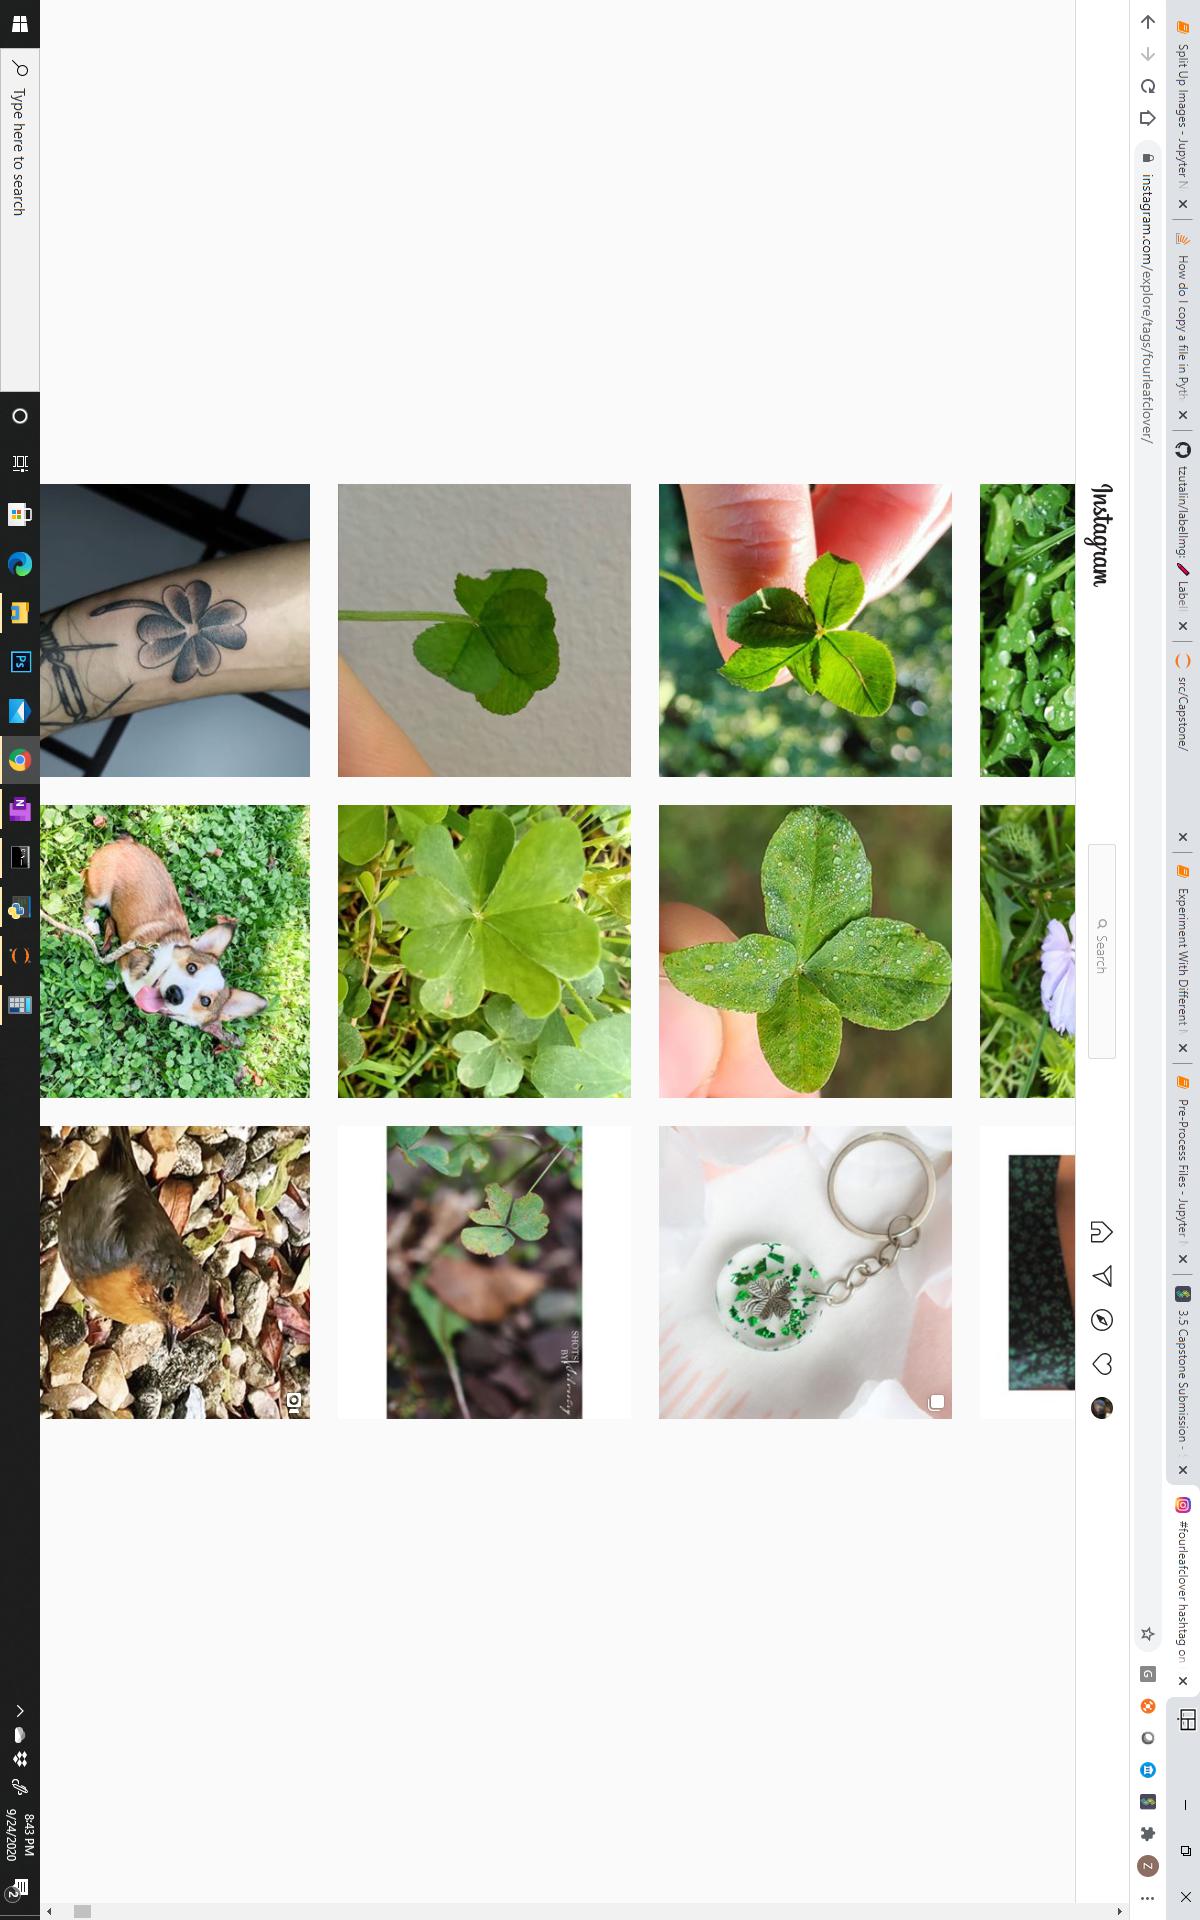 Split Up Images - Jupyter N
How do I copy a file in Pyth
tzutalin/labelImg: Label
src/Capstone/
Experiment With Different
Pre-Process Files - Jupyter
3.5 Capstone Submission -
#fourleafclover hashtag on
instagram.com/explore/tags/fourleafclover/
G
Z
Instagram
Search
SHOTS
BY
Type here to search
Ps
N
8:43 PM
9/24/2020
2